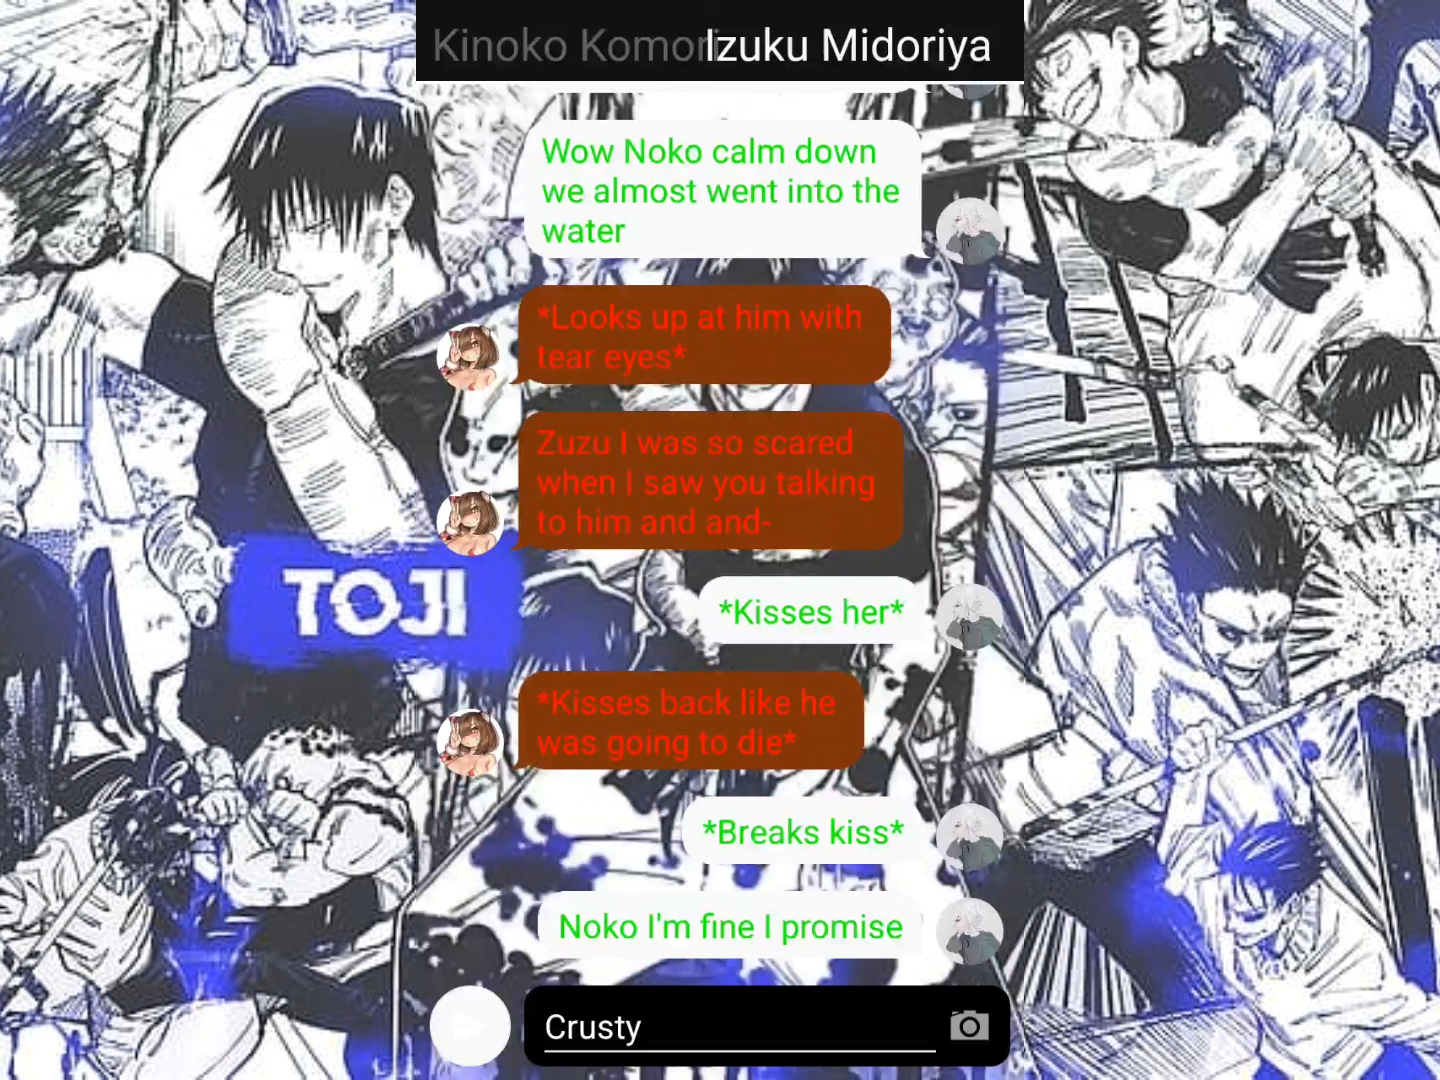 Kinoko Komori Izuku Midoriya
Wow Noko calm down
we almost went into the
water
*Looks up at him with
tear eyes*
Zuzu I was so scared
when I saw you talking
to him and and-
TOJI
*Kisses her*
*Kisses back like he
was going to die*
*Breaks kiss*
Noko I'm fine I promise
Crusty